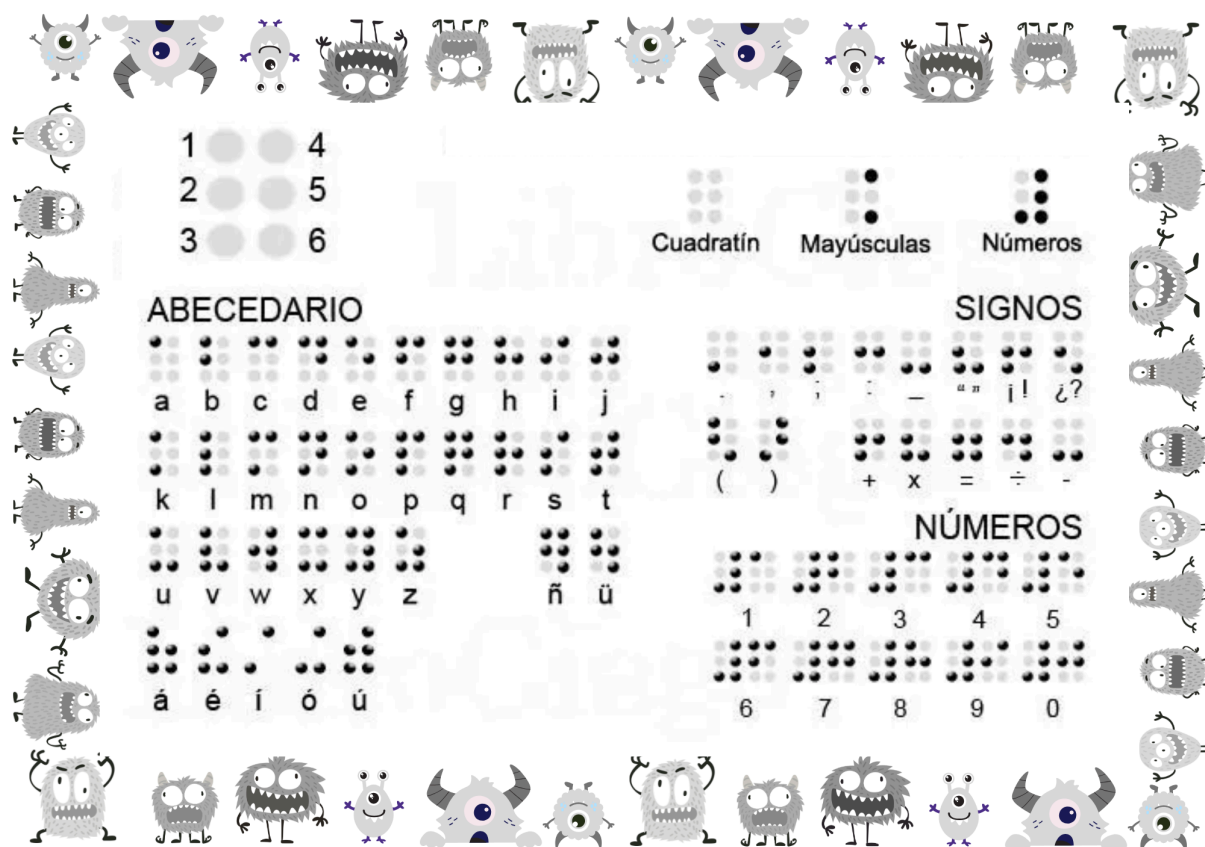 1 4
2 5
3 6
Cuadratín Mayúsculas Números
ABECEDARIO
a b c d e f g h i j
k l m n o p q r s t
u v w x y z ñ ü
á é í ó ú
SIGNOS
. , ; : _ “ ” ¡ ! ¿?
( ) + x = ÷ -
NÚMEROS
1 2 3 4 5
6 7 8 9 0